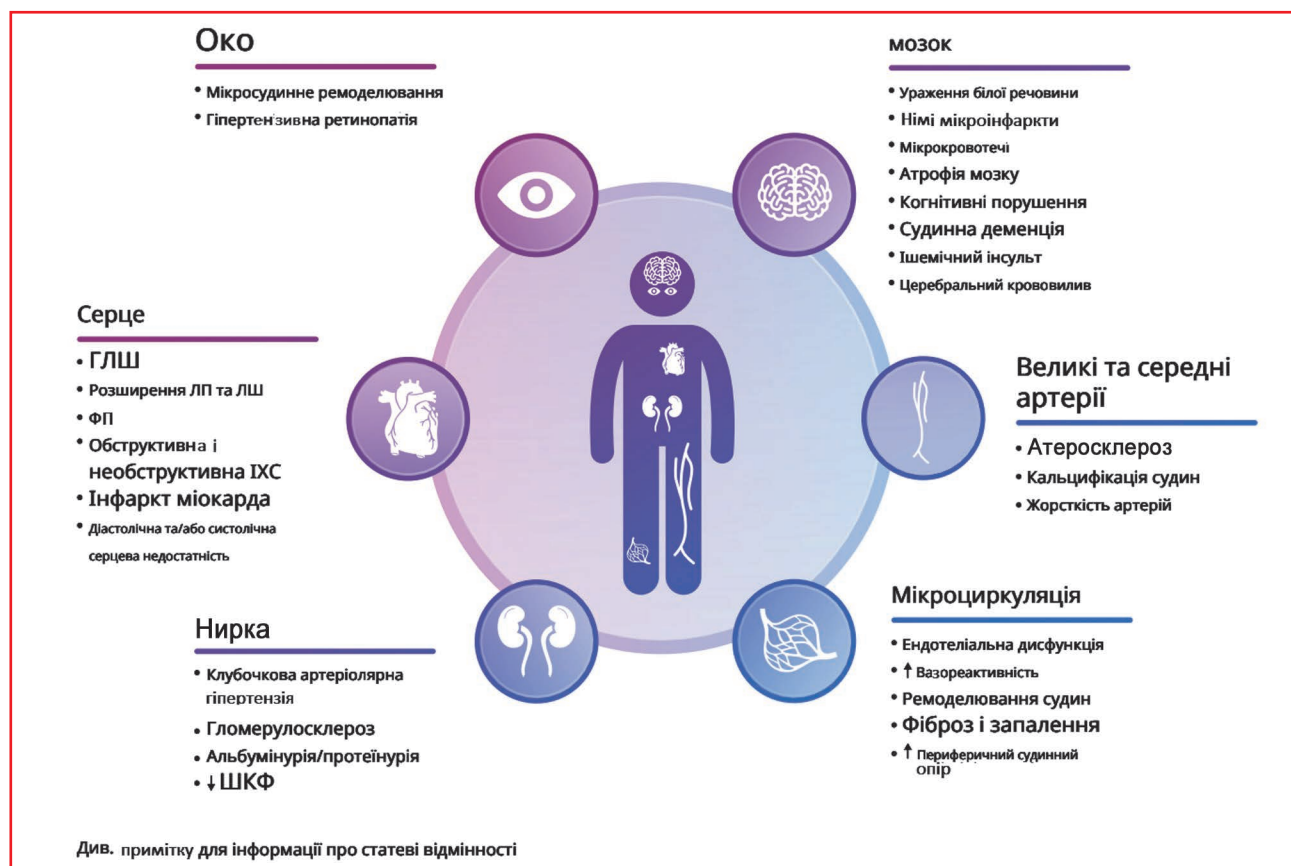 Око
• Мікросудинне ремоделювання
• Гіпертензивна ретинопатія
мозок
• Ураження білої речовини
• Німі мікроінфаркти
• Мікрокровотечі
• Атрофія мозку
• Когнітивні порушення
• Судинна деменція
• Ішемічний інсульт
• Церебральний крововилив
Серце
• ГЛШ
• Розширення ЛП та ЛШ
• ФП
• Обструктивна і
необструктивна ІХС
• Інфаркт міокарда
• Діастолічна та/або систолічна
серцева недостатність
Великі та середні
артерії
• Атеросклероз
• Кальцифікація судин
• Жорсткість артерій
Нирка
• Клубочкова артеріолярна
гіпертензія
• Гломерулосклероз
• Альбумінурія/протеїнурія
• ↓ШКФ
Мікроциркуляція
• Ендотеліальна дисфункція
• ↑ Вазореактивність
• Ремоделювання судин
• Фіброз і запалення
• ↑ Периферичний судинний
опір
Див. примітку для інформації про статеві відмінності